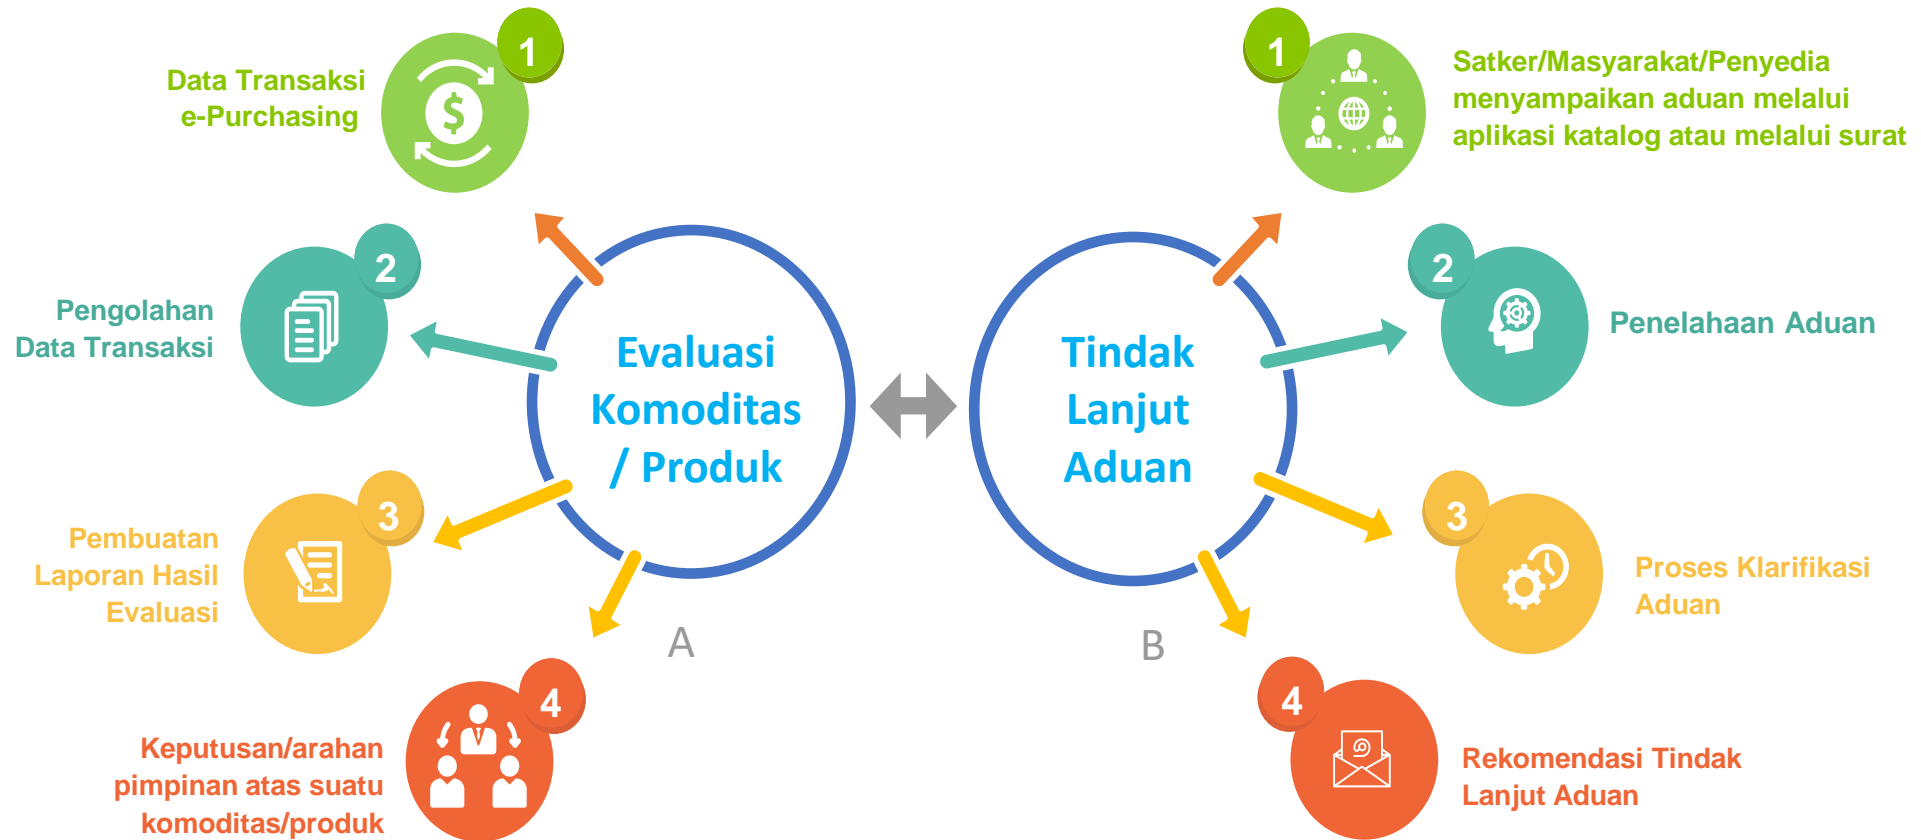 1
Data Transaksi
e-Purchasing
2
Pengolahan
Data Transaksi
3
Pembuatan
Laporan Hasil
Evaluasi
4
Keputusan/arahan
pimpinan atas suatu
komoditas/produk
Evaluasi
Komoditas
/ Produk
A
Tindak
Lanjut
Aduan
B
1
Satker/Masyarakat/Penyedia
menyampaikan aduan melalui
aplikasi katalog atau melalui surat
2
Penelahaan Aduan
3
Proses Klarifikasi
Aduan
4
Rekomendasi Tindak
Lanjut Aduan